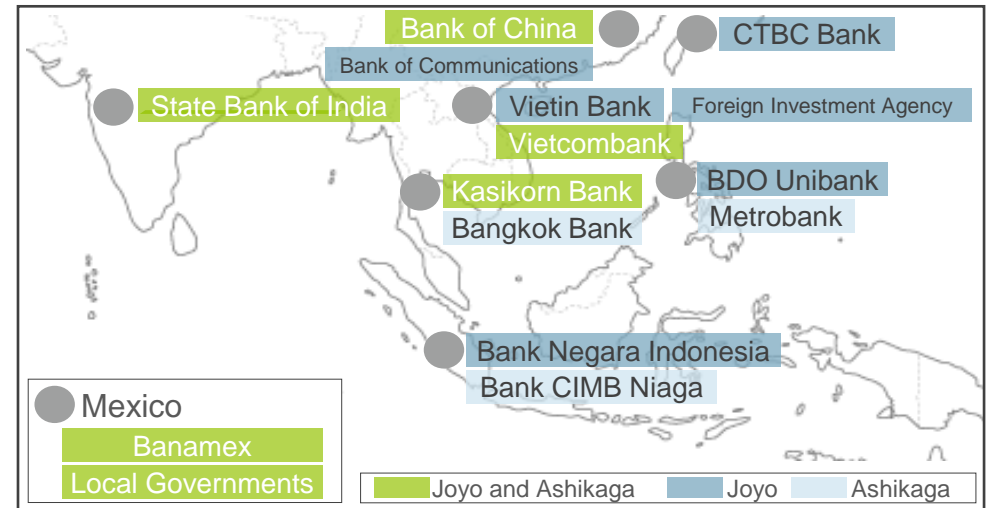 Bank of China
CTBC Bank
Bank of Communications
State Bank of India
Vietin Bank
Foreign Investment Agency
Vietcombank
Kasikorn Bank
BDO Unibank
Bangkok Bank
Metrobank
Bank Negara Indonesia
Bank CIMB Niaga
Mexico
Banamex
Local Governments
Joyo and Ashikaga
Joyo
Ashikaga